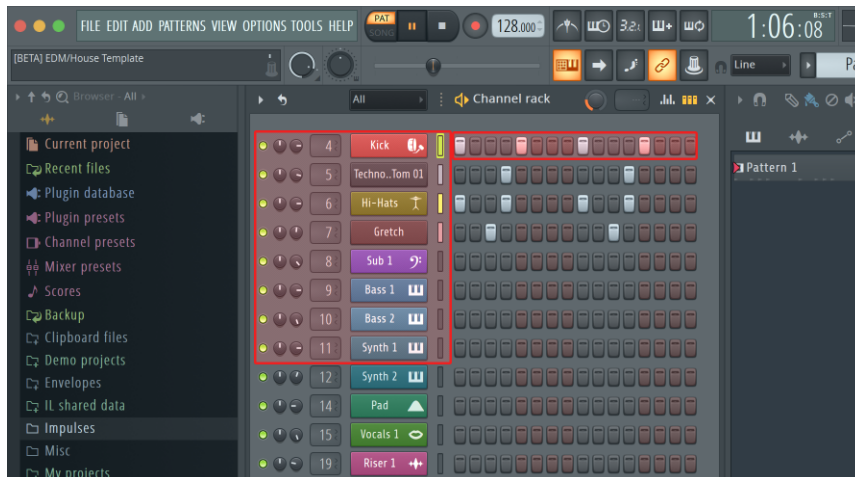 FILE EDIT ADD PATTERNS VIEW OPTIONS TOOLS HELP
PAT
SONG
128.000
3.2.
1:06:08
B:S:T
[BETA] EDM/House Template
Line
Pa
Browser - All
All
Channel rack
Current project
Recent files
Plugin database
Plugin presets
Channel presets
Mixer presets
Scores
Backup
Clipboard files
Demo projects
Envelopes
IL shared data
Impulses
Misc
My projects
4 Kick
5 Techno..Tom 01
6 Hi-Hats
7 Gretch
8 Sub 1
9 Bass 1
10 Bass 2
11 Synth 1
12 Synth 2
14 Pad
15 Vocals 1
19 Riser 1
Pattern 1